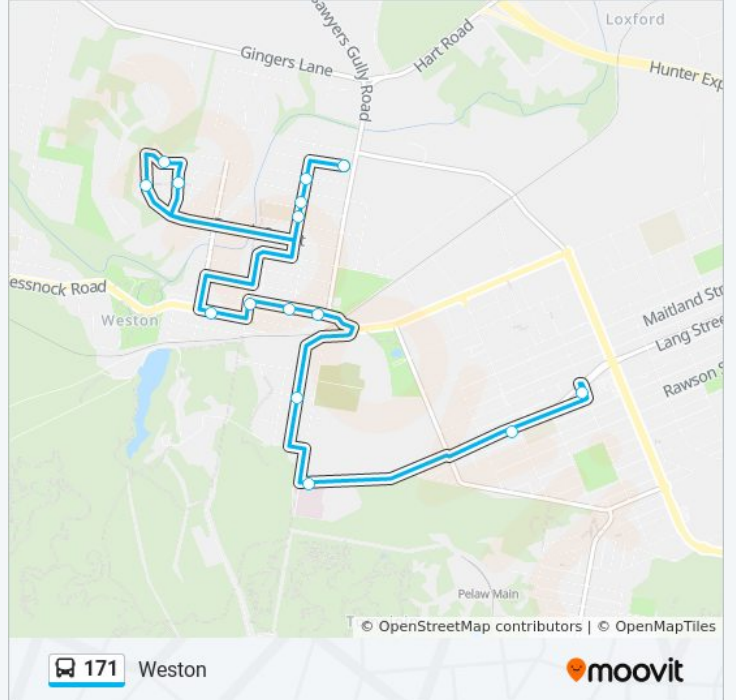 Loxford
Sawyers Gully Road
Gingers Lane
Hart Road
Hunter Exp
essnock Road
Weston
Maitland Str
Lang Stree
Rawson S
Pelaw Main
© OpenStreetMap contributors | © OpenMapTiles
171 Weston
moovit